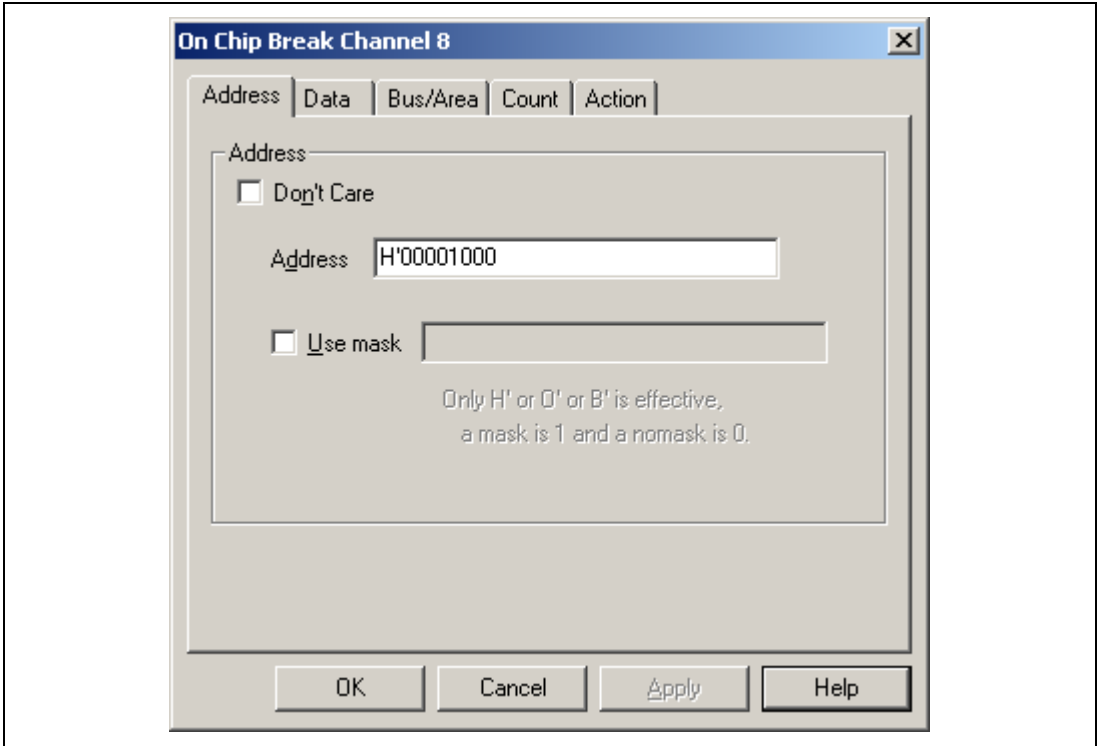 On Chip Break Channel 8
Address Data Bus/Area Count Action
Address
Don't Care
Address H'00001000
Use mask
Only H' or O' or B' is effective,
a mask is 1 and a nomask is 0.
OK Cancel Apply Help